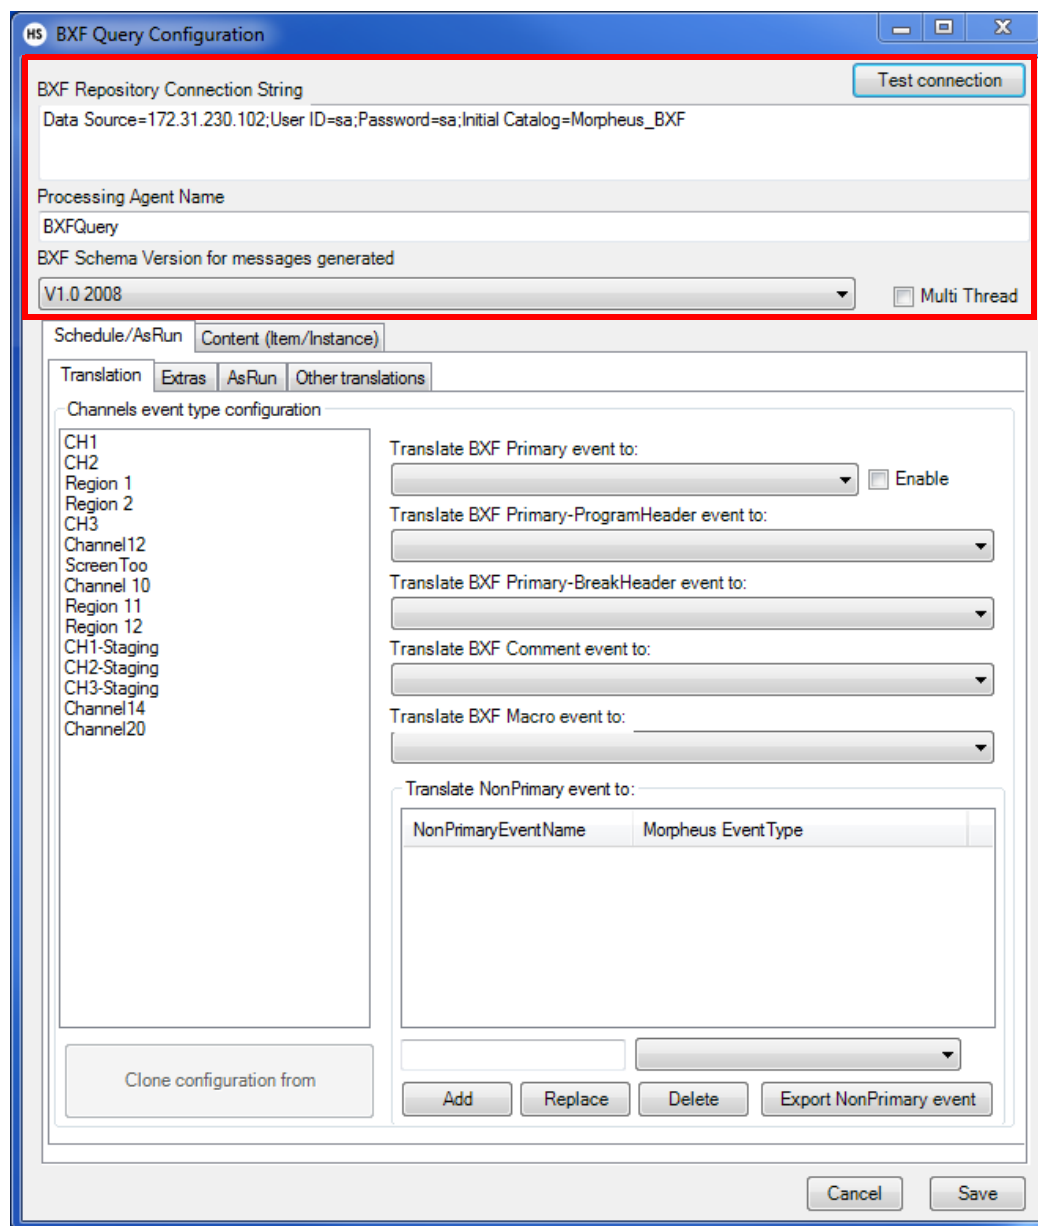 HS BXF Query Configuration
Test connection
BXF Repository Connection String
Data Source=172.31.230.102;User ID=sa;Password=sa;Initial Catalog=Morpheus_BXF
Processing Agent Name
BXFQuery
BXF Schema Version for messages generated
V1.0 2008
Multi Thread
Schedule/AsRun Content (Item/Instance)
Translation Extras AsRun Other translations
Channels event type configuration
CH1
CH2
Region 1
Region 2
CH3
Channel12
ScreenToo
Channel 10
Region 11
Region 12
CH1-Staging
CH2-Staging
CH3-Staging
Channel14
Channel20
Clone configuration from
Translate BXF Primary event to:
Enable
Translate BXF Primary-ProgramHeader event to:
Translate BXF Primary-BreakHeader event to:
Translate BXF Comment event to:
Translate BXF Macro event to:
Translate NonPrimary event to:
NonPrimaryEventName Morpheus EventType
Add Replace Delete Export NonPrimary event
Cancel Save